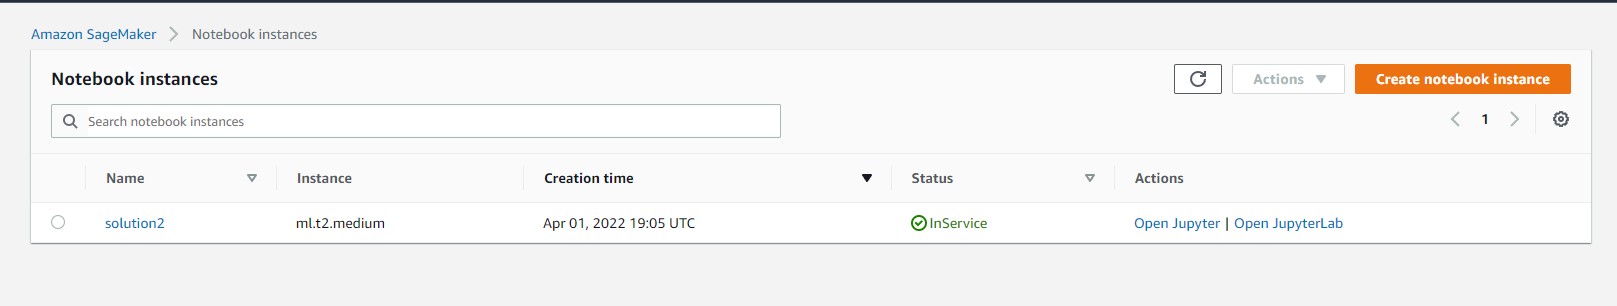 Amazon SageMaker > Notebook instances
Notebook instances
Actions
Create notebook instance
Search notebook instances
1
Name Instance Creation time Status Actions
solution2 ml.t2.medium Apr 01, 2022 19:05 UTC InService Open Jupyter | Open JupyterLab